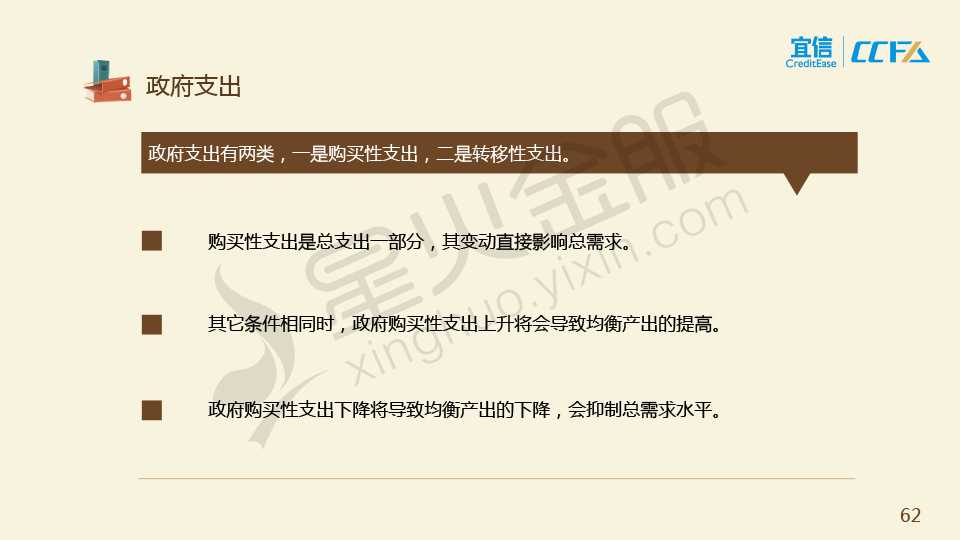 宜信
CreditEase
CCFA
政府支出
政府支出有两类，一是购买性支出，二是转移性支出。
购买性支出是总支出一部分，其变动直接影响总需求。
其它条件相同时，政府购买性支出上升将会导致均衡产出的提高。
政府购买性支出下降将导致均衡产出的下降，会抑制总需求水平。
星火金服
xinghuo.yixin.com
62